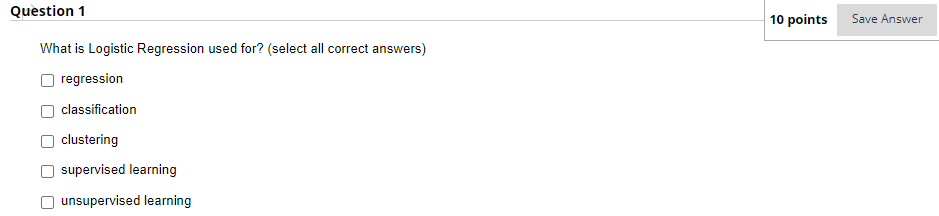 Question 1
10 points
Save Answer
What is Logistic Regression used for? (select all correct answers)
regression
classification
clustering
supervised learning
unsupervised learning